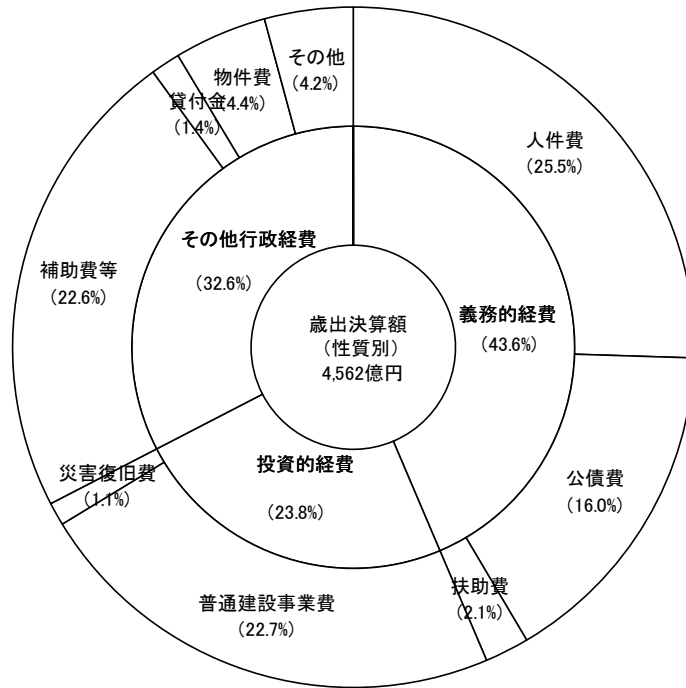 その他
(4.2%)
物件費
(4.4%)
貸付金
(1.4%)
人件費
(25.5%)
その他行政経費
(32.6%)
補助費等
(22.6%)
義務的経費
(43.6%)
歳出決算額
(性質別)
4,562億円
災害復旧費
(1.1%)
投資的経費
(23.8%)
公債費
(16.0%)
扶助費
(2.1%)
普通建設事業費
(22.7%)